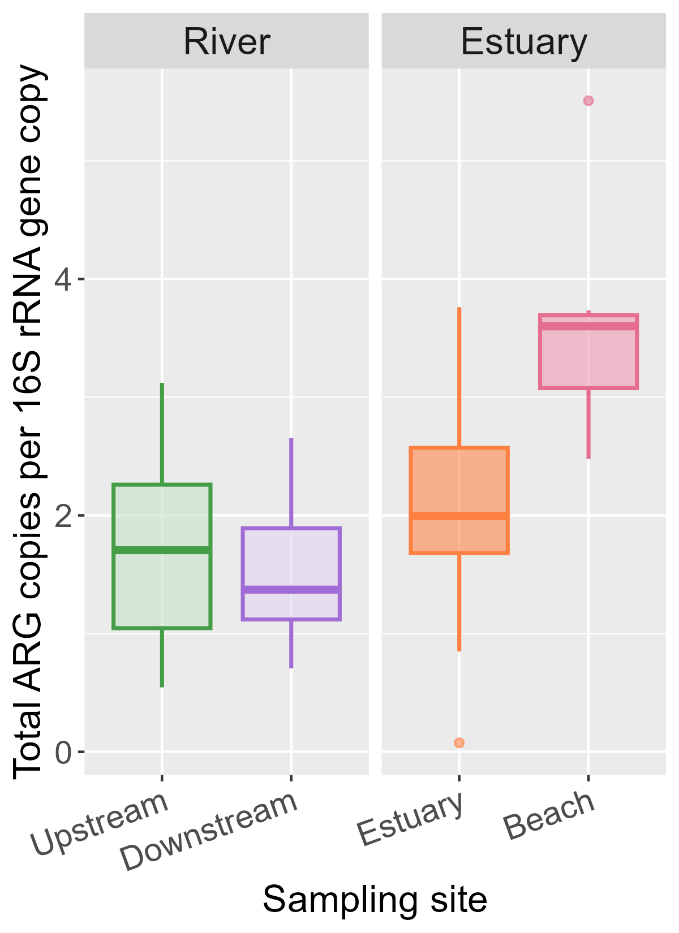 River
Estuary
Total ARG copies per 16S rRNA gene copy
4
2
0
Upstream
Downstream
Estuary
Beach
Sampling site